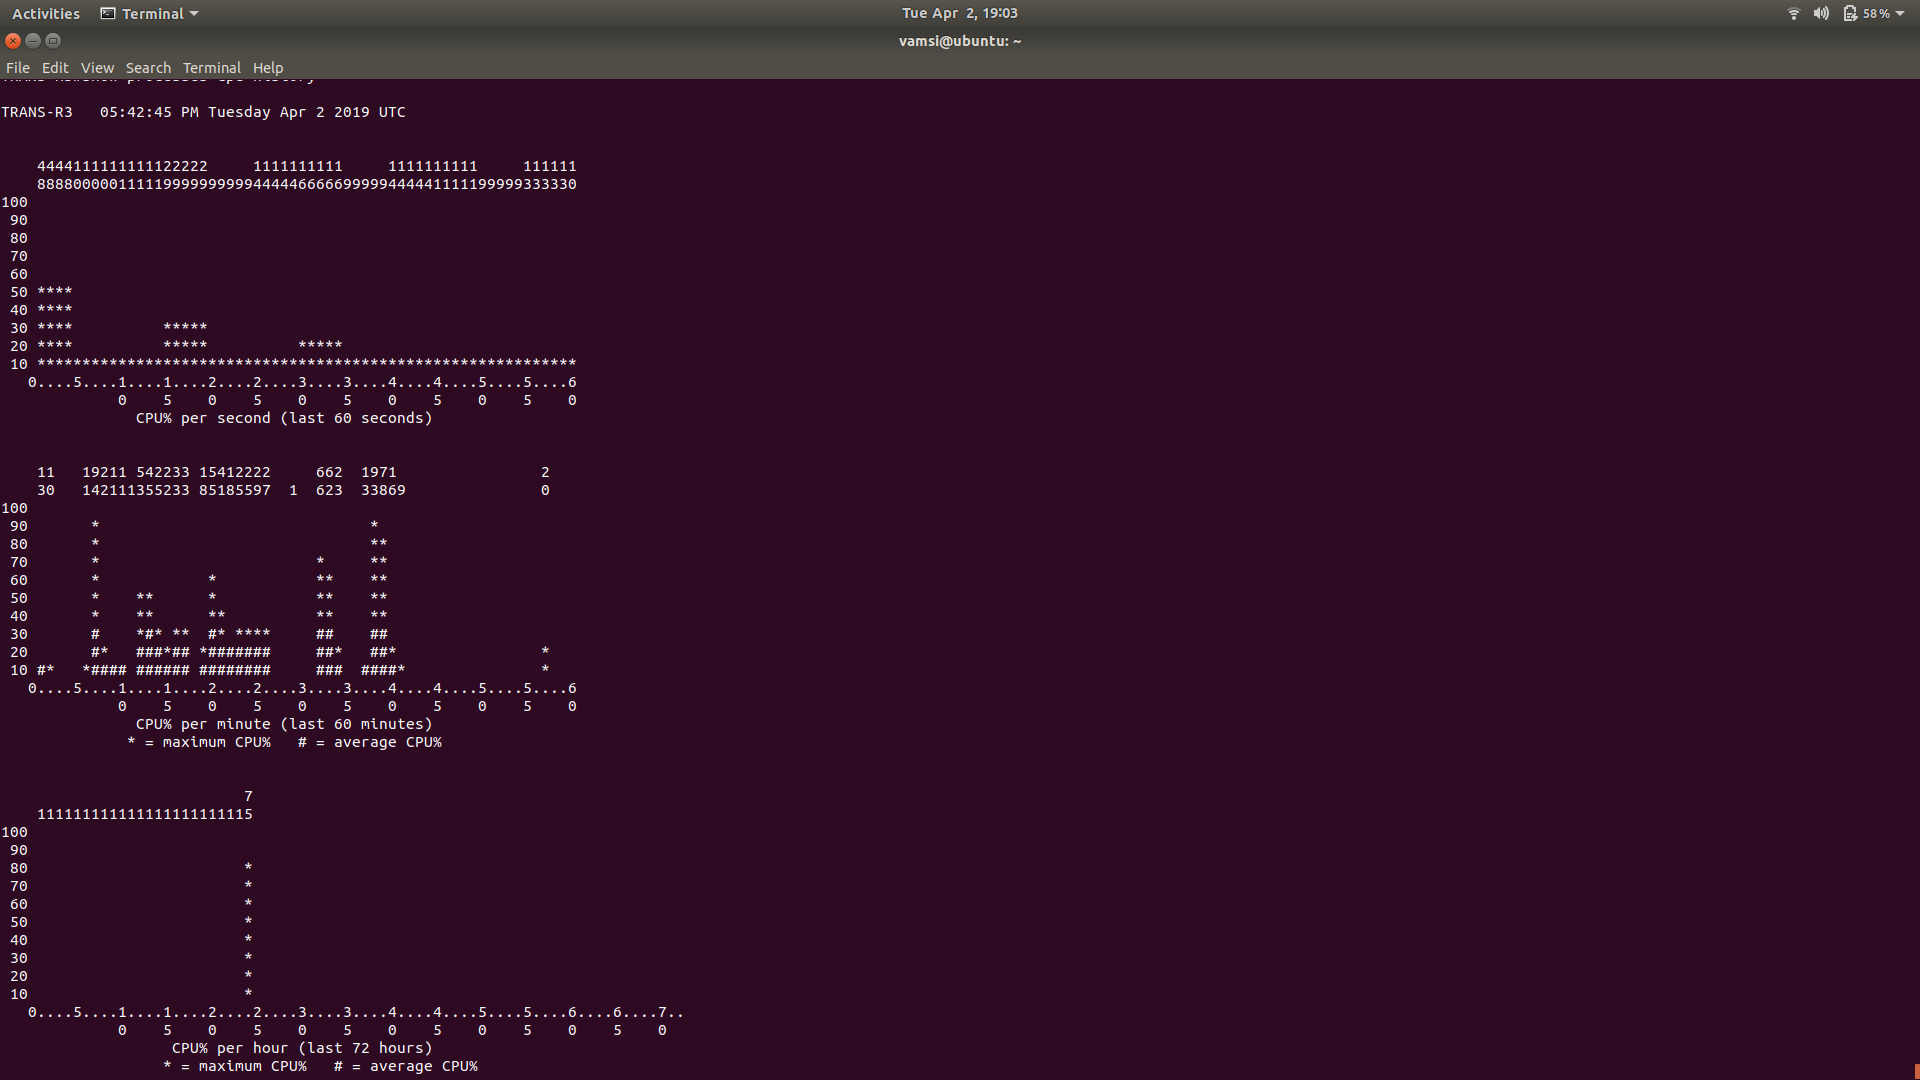 Activities Terminal Tue Apr 2, 19:03 58%
vamsi@ubuntu: ~
File Edit View Search Terminal Help
TRANS-R3   05:42:45 PM Tuesday Apr 2 2019 UTC
    4444111111111122222     1111111111     1111111111     111111
    888800000111119999999999444446666699999444441111199999333330
100
 90
 80
 70
 60
 50 ****
 40 ****
 30 ****          *****
 20 ****          *****          *****
 10 ************************************************************
   0....5....1....1....2....2....3....3....4....4....5....5....6
             0    5    0    5    0    5    0    5    0    5    0
               CPU% per second (last 60 seconds)
    11   19211 542233 15412222     662  1971                2
    30   142111355233 85185597  1  623  33869               0
100
 90       *                              *
 80       *                              **
 70       *                        *     **
 60       *            *           **    **
 50       *    **      *           **    **
 40       *    **      **          **    **
 30       #    *#* **  #* ****     ##    ##
 20       #*   ###*## *#######     ##*   ##*                *
 10 #*   *#### ###### ########     ###  ####*               *
   0....5....1....1....2....2....3....3....4....4....5....5....6
             0    5    0    5    0    5    0    5    0    5    0
               CPU% per minute (last 60 minutes)
              * = maximum CPU%   # = average CPU%
                           7
    111111111111111111111115
100
 90
 80                        *
 70                        *
 60                        *
 50                        *
 40                        *
 30                        *
 20                        *
 10                        *
   0....5....1....1....2....2....3....3....4....4....5....5....6....6....7..
             0    5    0    5    0    5    0    5    0    5    0    5    0
                   CPU% per hour (last 72 hours)
                  * = maximum CPU%   # = average CPU%